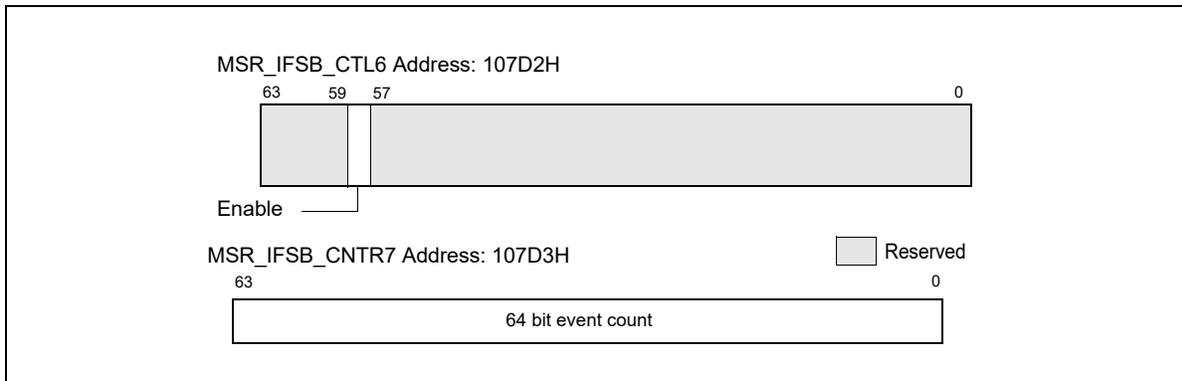 MSR_IFSB_CTL6 Address: 107D2H
63 59 57 0
Enable
MSR_IFSB_CNTR7 Address: 107D3H
Reserved
63 0
64 bit event count